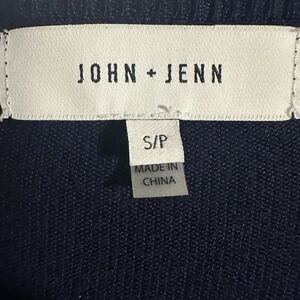 JOHN + JENN
S/P
MADE IN
CHINA